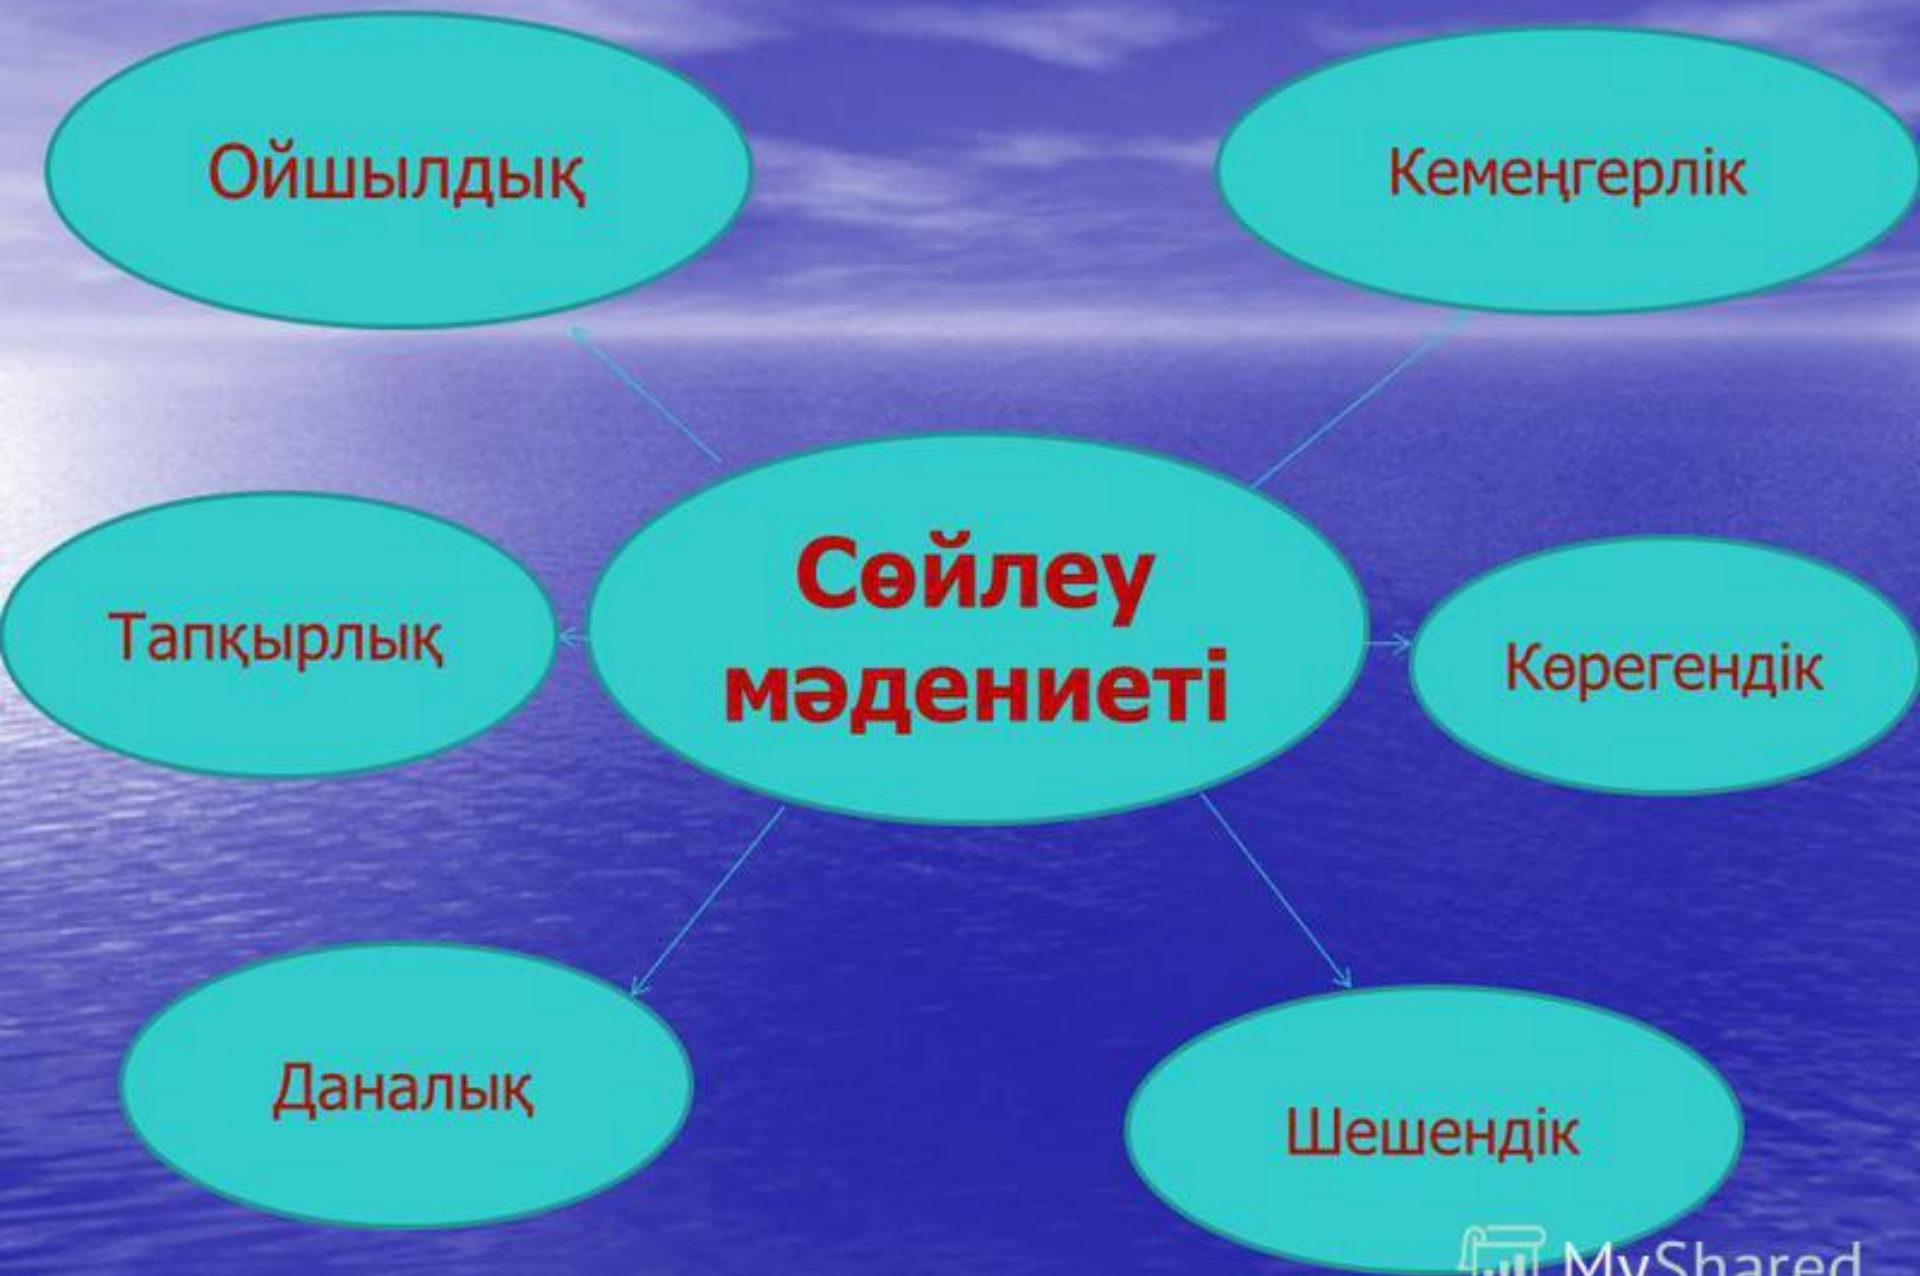 Ойшылдық
Кемеңгерлік
Сөйлеу
мәдениеті
Тапқырлық
Көрегендік
Даналық
Шешендік
MyShared